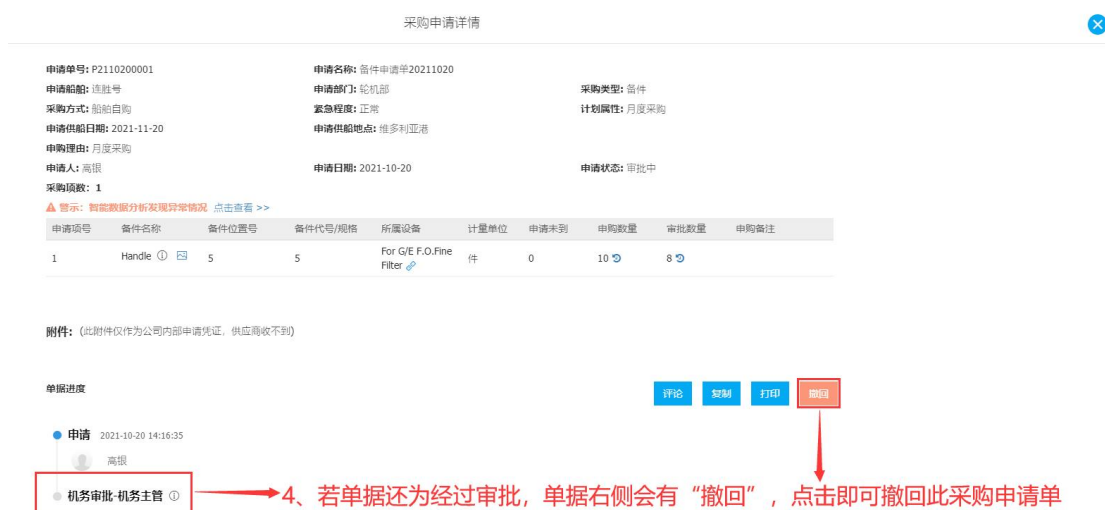 采购申请详情
申请单号: P2110200001 申请名称: 备件申请单20211020
申请船舶: 连胜号 申请部门: 轮机部 采购类型: 备件
采购方式: 船舶自购 紧急程度: 正常 计划属性: 月度采购
申请供船日期: 2021-11-20 申请供船地点: 维多利亚港
申购理由: 月度采购
申请人: 高银 申请日期: 2021-10-20 申请状态: 审批中
采购项数: 1
警示: 智能数据分析发现异常情况 点击查看 >>
申请项号 备件名称 备件位置号 备件代号/规格 所属设备 计量单位 申请未到 申购数量 审批数量 申购备注
1 Handle 5 5 For G/E F.O.Fine Filter 件 0 10 8
附件: (此附件仅作为公司内部申请凭证, 供应商收不到)
单据进度 评论 复制 打印 撤回
申请 2021-10-20 14:16:35
高银
机务审批-机务主管
4、若单据还为经过审批，单据右侧会有“撤回”，点击即可撤回此采购申请单